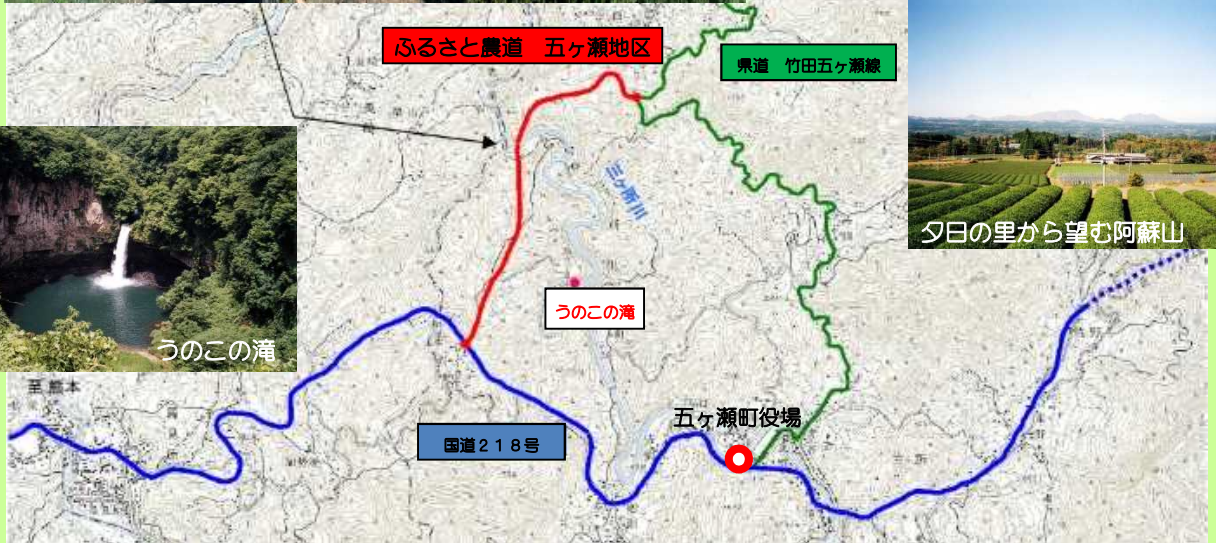 ふるさと農道　五ヶ瀬地区
県道　竹田五ヶ瀬線
三ヶ所川
夕日の里から望む阿蘇山
うのこの滝
うのこの滝
至熊本
五ヶ瀬町役場
国道２１８号